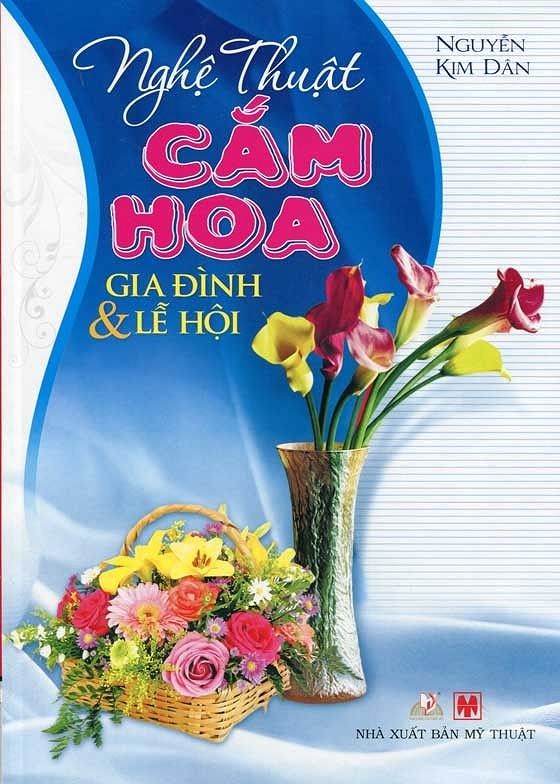 Nghệ Thuật
CẮM
HOA
GIA ĐÌNH
& LỄ HỘI
NGUYỄN
KIM DÂN
NHÀ XUẤT BẢN MỸ THUẬT